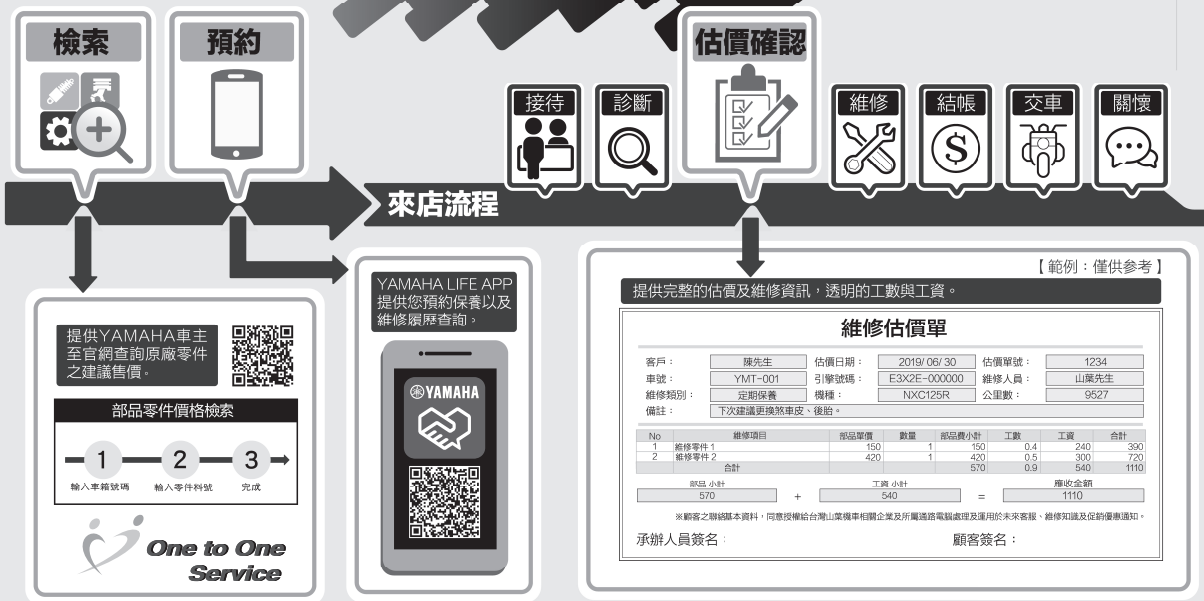 檢索
預約
估價確認
接待
診斷
維修
結帳
交車
關懷
來店流程
提供YAMAHA車主
至官網查詢原廠零件
之建議售價。
部品零件價格檢索
1 2 3
輸入車籍號碼 輸入零件料號 完成
One to One
Service
YAMAHA LIFE APP
提供您預約保養以及
維修履歷查詢。
YAMAHA
【範例：僅供參考】
提供完整的估價及維修資訊，透明的工數與工資。
維修估價單
客戶： 陳先生 估價日期： 2019/ 06/ 30 估價單號： 1234
車號： YMT-001 引擎號碼： E3X2E-000000 維修人員： 山葉先生
維修類別： 定期保養 機種： NXC125R 公里數： 9527
備註： 下次建議更換煞車皮、後胎。
No 維修項目 部品單價 數量 部品費小計 工數 工資 合計
1 維修零件 1 150 1 150 0.4 240 390
2 維修零件 2 420 1 420 0.5 300 720
合計 570 0.9 540 1110
部品 小計 工資 小計 應收金額
570 + 540 = 1110
※顧客之聯絡基本資料，同意授權給台灣山葉機車相關企業及所屬通路電腦處理及運用於未來客服、維修知識及促銷優惠通知。
承辦人員簽名： 顧客簽名：